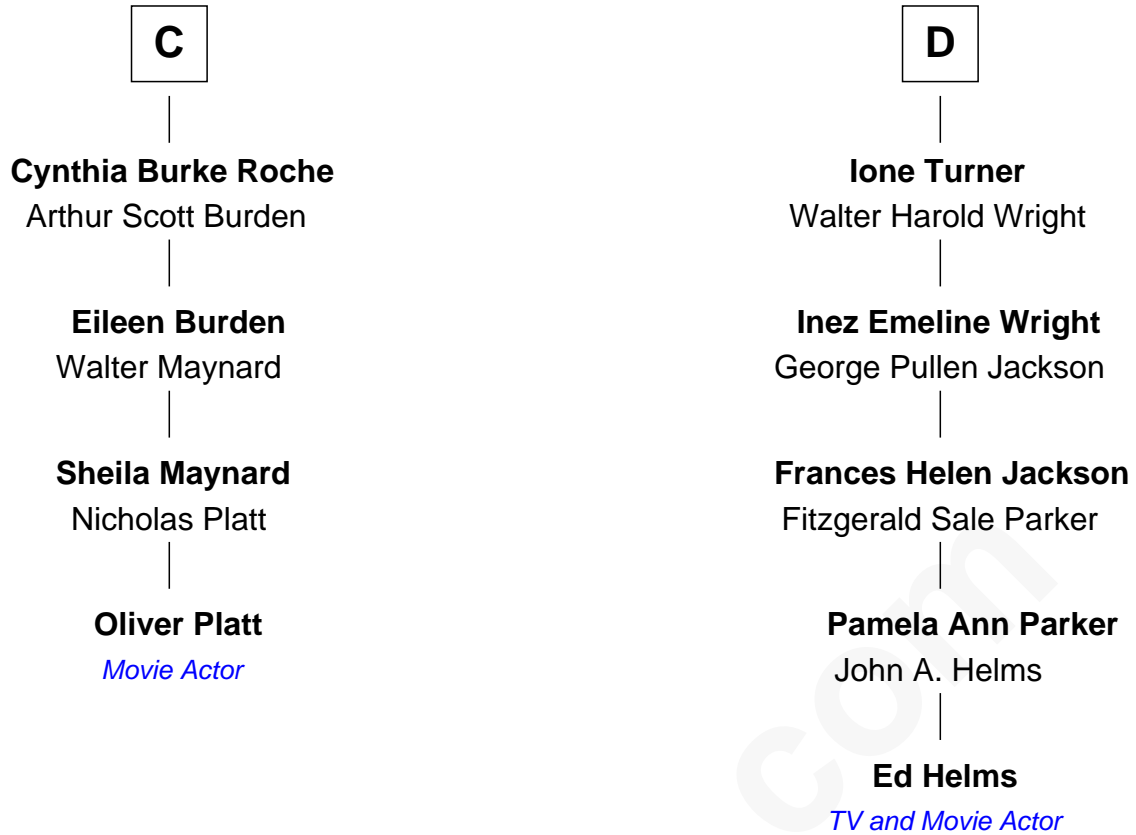 C
Cynthia Burke Roche
Arthur Scott Burden
Eileen Burden
Walter Maynard
Sheila Maynard
Nicholas Platt
Oliver Platt
Movie Actor
D
Ione Turner
Walter Harold Wright
Inez Emeline Wright
George Pullen Jackson
Frances Helen Jackson
Fitzgerald Sale Parker
Pamela Ann Parker
John A. Helms
Ed Helms
TV and Movie Actor
com